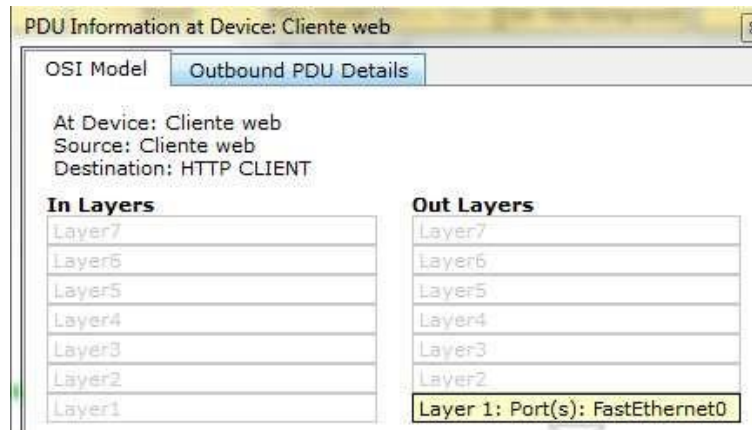 PDU Information at Device: Cliente web
OSI Model Outbound PDU Details
At Device: Cliente web
Source: Cliente web
Destination: HTTP CLIENT
In Layers Out Layers
Layer7 Layer7
Layer6 Layer6
Layer5 Layer5
Layer4 Layer4
Layer3 Layer3
Layer2 Layer2
Layer1 Layer 1: Port(s): FastEthernet0